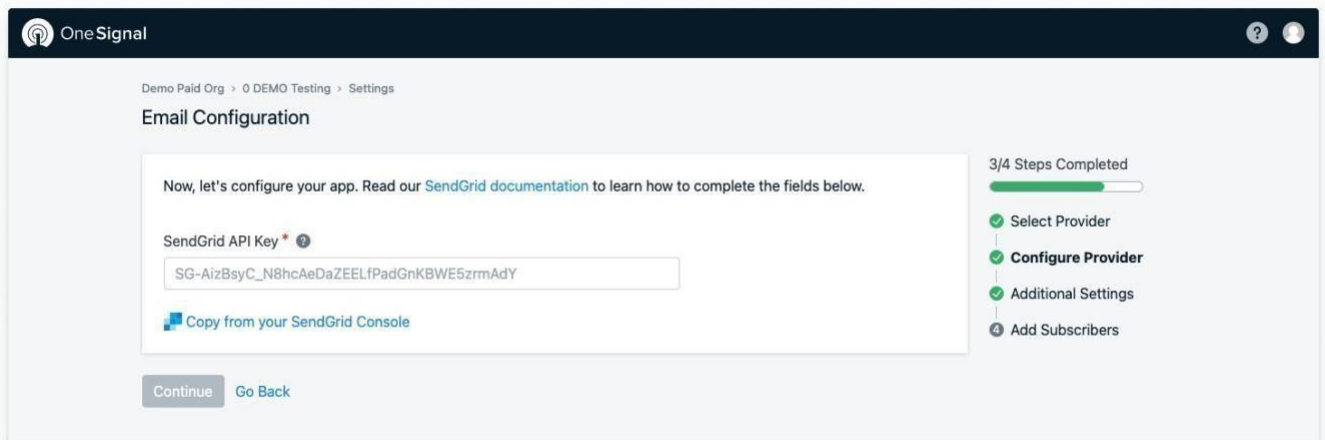 OneSignal
?
Demo Paid Org > 0 DEMO Testing > Settings
Email Configuration
Now, let's configure your app. Read our SendGrid documentation to learn how to complete the fields below.
SendGrid API Key * ?
SG-AizBsyC_N8hcAeDaZEELfPadGnKBWE5zrmAdY
Copy from your SendGrid Console
Continue Go Back
3/4 Steps Completed
Select Provider
Configure Provider
Additional Settings
4 Add Subscribers